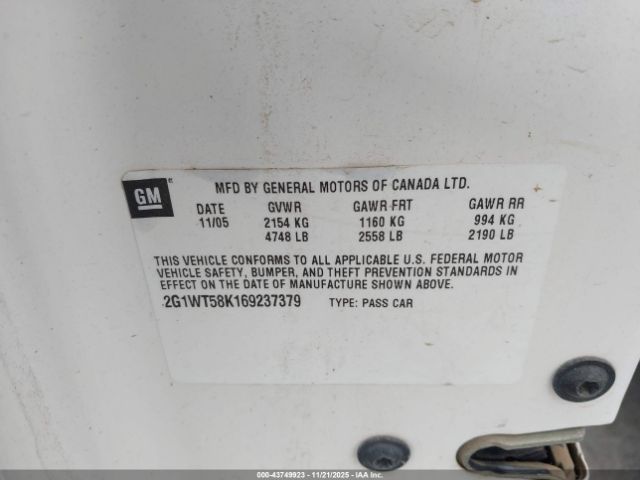 GM
MFD BY GENERAL MOTORS OF CANADA LTD.
DATE GVWR GAWR FRT GAWR RR
11/05 2154 KG 1160 KG 994 KG
4748 LB 2558 LB 2190 LB
THIS VEHICLE CONFORMS TO ALL APPLICABLE U.S. FEDERAL MOTOR
VEHICLE SAFETY, BUMPER, AND THEFT PREVENTION STANDARDS IN
EFFECT ON THE DATE OF MANUFACTURE SHOWN ABOVE.
2G1WT58K169237379 TYPE: PASS CAR
000-43749923 - 11/21/2025 - IAAI.COM